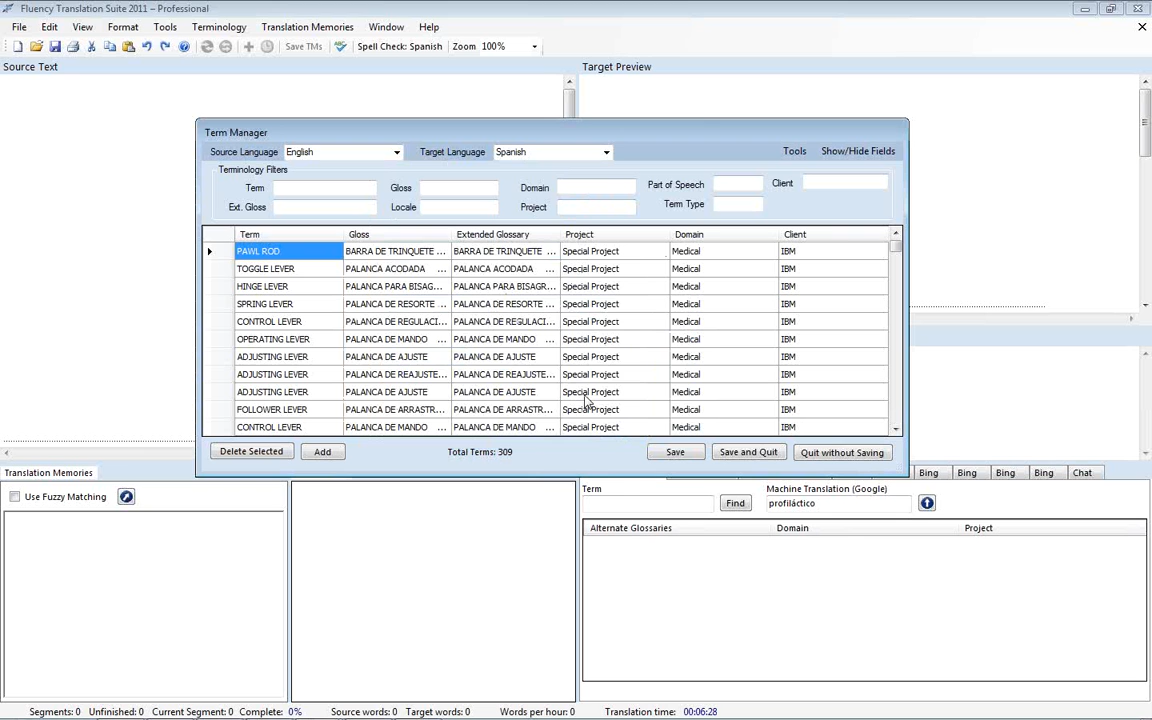 Fluency Translation Suite 2011 – Professional
File Edit View Format Tools Terminology Translation Memories Window Help
Save TMs Spell Check: Spanish Zoom 100%
Source Text Target Preview
Term Manager
Source Language English Target Language Spanish Tools Show/Hide Fields
Terminology Filters
Term Gloss Domain Part of Speech Client
Ext. Gloss Locale Project Term Type
Term Gloss Extended Glossary Project Domain Client
PAWL ROD BARRA DE TRINQUETE ... BARRA DE TRINQUETE ... Special Project Medical IBM
TOGGLE LEVER PALANCA ACODADA ... PALANCA ACODADA ... Special Project Medical IBM
HINGE LEVER PALANCA PARA BISAG... PALANCA PARA BISAGR... Special Project Medical IBM
SPRING LEVER PALANCA DE RESORTE ... PALANCA DE RESORTE ... Special Project Medical IBM
CONTROL LEVER PALANCA DE REGULACI... PALANCA DE REGULACI... Special Project Medical IBM
OPERATING LEVER PALANCA DE MANDO ... PALANCA DE MANDO ... Special Project Medical IBM
ADJUSTING LEVER PALANCA DE AJUSTE PALANCA DE AJUSTE Special Project Medical IBM
ADJUSTING LEVER PALANCA DE REAJUSTE... PALANCA DE REAJUSTE... Special Project Medical IBM
ADJUSTING LEVER PALANCA DE AJUSTE PALANCA DE AJUSTE Special Project Medical IBM
FOLLOWER LEVER PALANCA DE ARRASTR... PALANCA DE ARRASTR... Special Project Medical IBM
CONTROL LEVER PALANCA DE MANDO ... PALANCA DE MANDO ... Special Project Medical IBM
Delete Selected Add Total Terms: 309 Save Save and Quit Quit without Saving
Translation Memories Bing Bing Bing Bing Chat
Use Fuzzy Matching Term Machine Translation (Google)
Find profiláctico
Alternate Glossaries Domain Project
Segments: 0 Unfinished: 0 Current Segment: 0 Complete: 0% Source words: 0 Target words: 0 Words per hour: 0 Translation time: 00:06:28